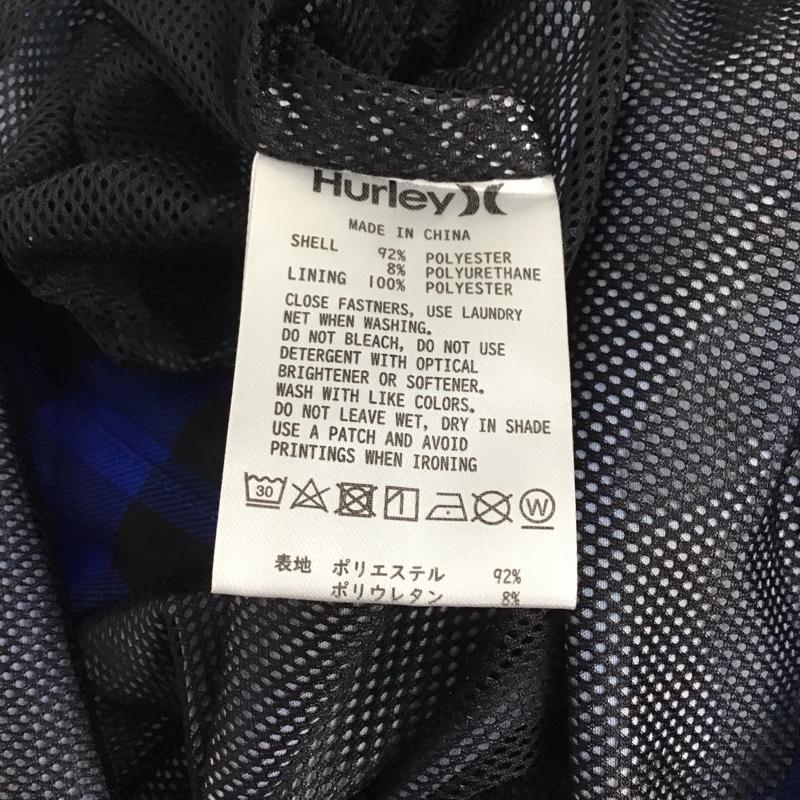 Hurley
MADE IN CHINA
SHELL 92% POLYESTER
8% POLYURETHANE
LINING 100% POLYESTER
CLOSE FASTNERS, USE LAUNDRY
NET WHEN WASHING.
DO NOT BLEACH, DO NOT USE
DETERGENT WITH OPTICAL
BRIGHTENER OR SOFTENER.
WASH WITH LIKE COLORS.
DO NOT LEAVE WET, DRY IN SHADE
USE A PATCH AND AVOID
PRINTINGS WHEN IRONING
30 W
表地 ポリエステル 92%
ポリウレタン 8%